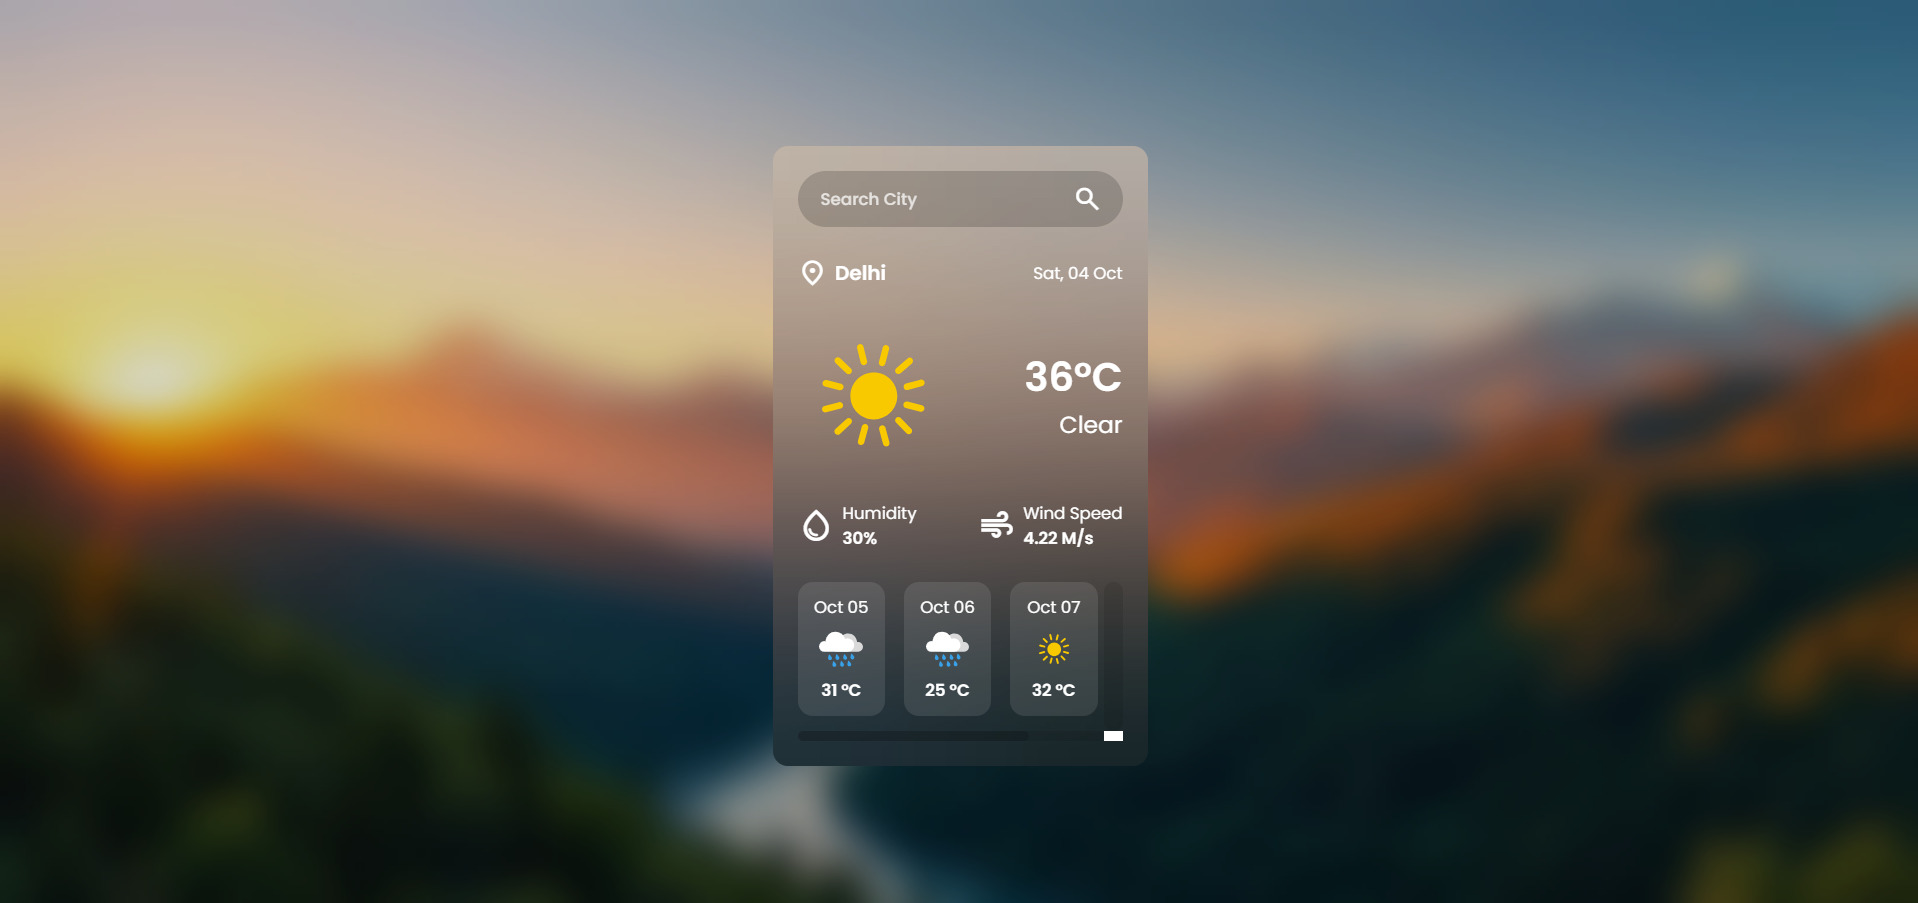 Search City
Delhi
Sat, 04 Oct
36°C
Clear
Humidity
30%
Wind Speed
4.22 M/s
Oct 05
31 °C
Oct 06
25 °C
Oct 07
32 °C